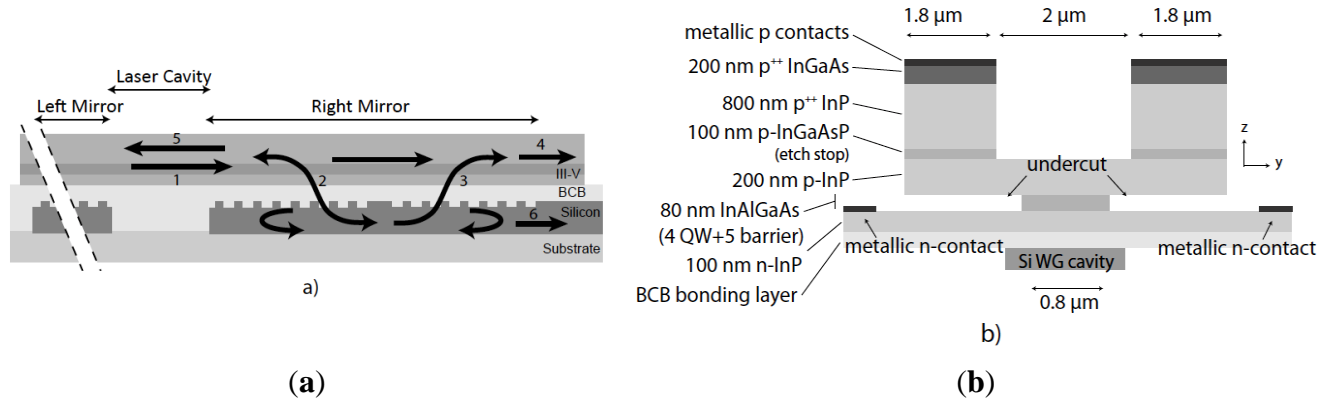 Laser Cavity
Left Mirror
Right Mirror
5
4
1
2
3
III-V
BCB
Silicon
6
Substrate
a)
(a)
1.8 µm
2 µm
1.8 µm
metallic p contacts
200 nm p++ InGaAs
800 nm p++ InP
100 nm p-InGaAsP
(etch stop)
200 nm p-InP
undercut
z
y
80 nm InAlGaAs
(4 QW+5 barrier)
metallic n-contact
metallic n-contact
100 nm n-InP
Si WG cavity
BCB bonding layer
0.8 µm
b)
(b)